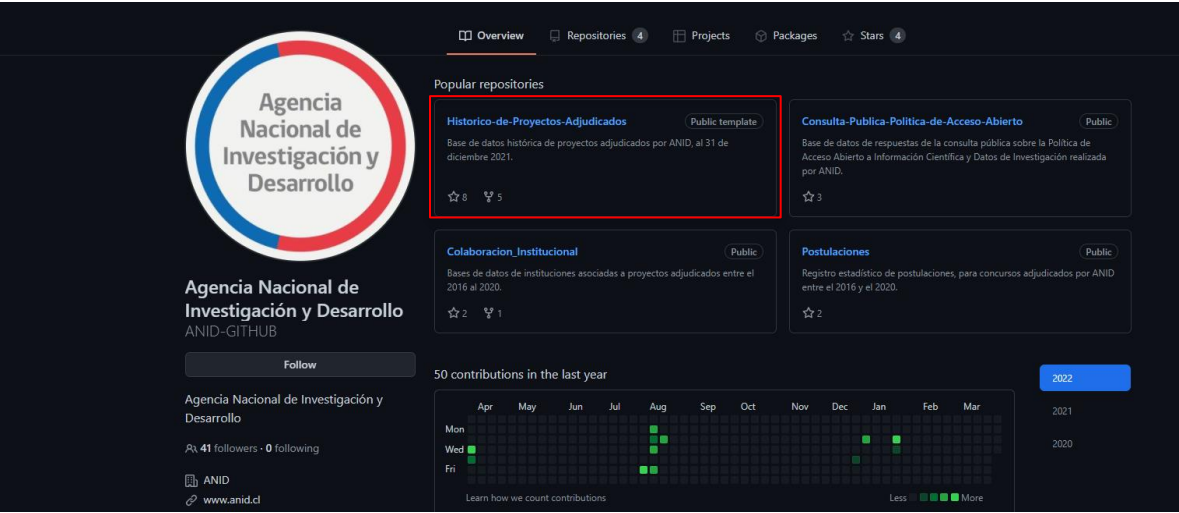 Overview
Repositories 4
Projects
Packages
Stars 4
Agencia
Nacional de
Investigación y
Desarrollo
Agencia Nacional de
Investigación y Desarrollo
ANID-GITHUB
Follow
Agencia Nacional de Investigación y
Desarrollo
41 followers · 0 following
ANID
www.anid.cl
Popular repositories
Historico-de-Proyectos-Adjudicados Public template
Base de datos histórica de proyectos adjudicados por ANID, al 31 de
diciembre 2021.
8 5
Consulta-Publica-Politica-de-Acceso-Abierto Public
Base de datos de respuestas de la consulta pública sobre la Política de
Acceso Abierto a Información Científica y Datos de Investigación realizada
por ANID.
3
Colaboracion_Institucional Public
Bases de datos de instituciones asociadas a proyectos adjudicados entre el
2016 al 2020.
2 1
Postulaciones Public
Registro estadístico de postulaciones, para concursos adjudicados por ANID
entre el 2016 y el 2020.
2
50 contributions in the last year
Apr May Jun Jul Aug Sep Oct Nov Dec Jan Feb Mar
Mon
Wed
Fri
Learn how we count contributions
Less More
2022
2021
2020